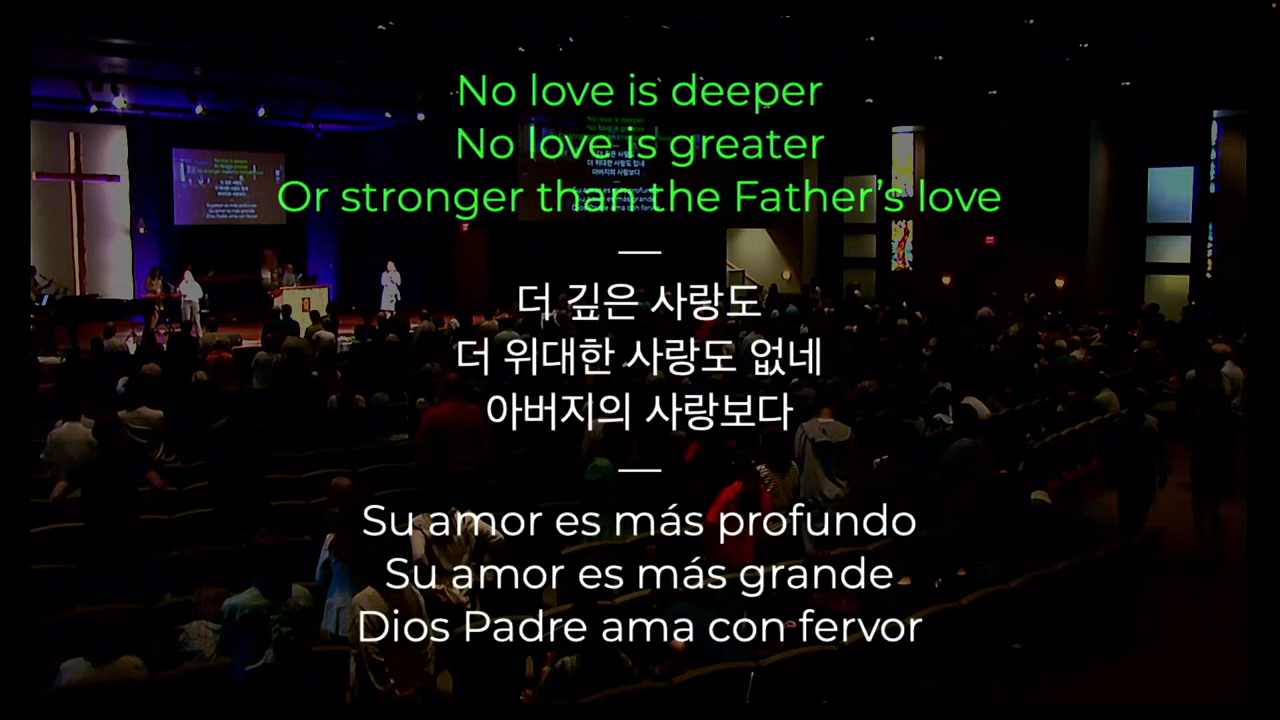 No love is deeper
No love is greater
Or stronger than the Father’s love
—
더 깊은 사랑도
더 위대한 사랑도 없네
아버지의 사랑보다
—
Su amor es más profundo
Su amor es más grande
Dios Padre ama con fervor